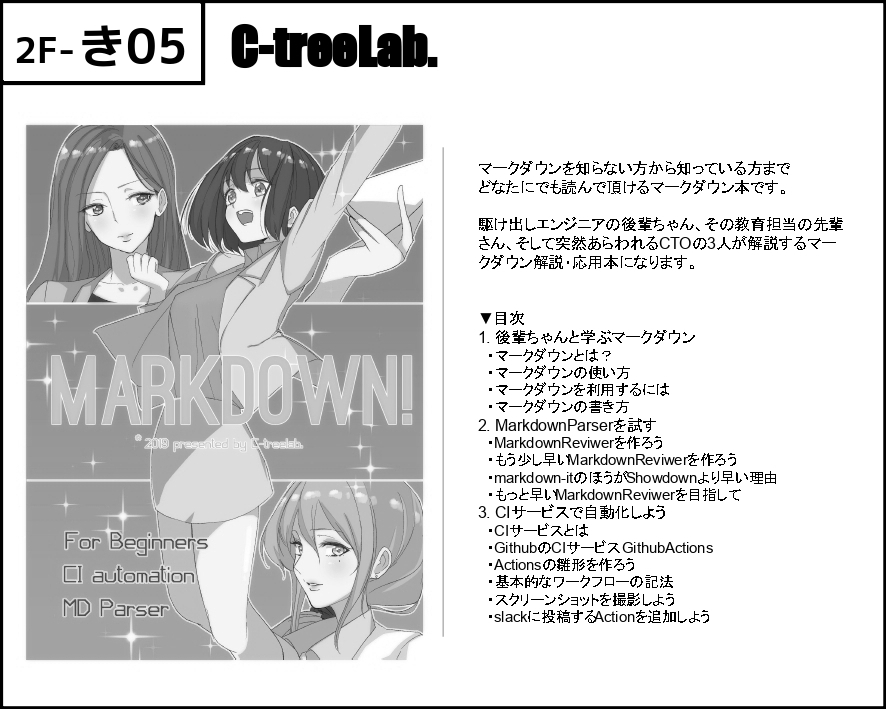 2F-き05
C-treeLab.
MARKDOWN!
© 2019 presented by C-treelab.
For Beginners
CI automation
MD Parser
マークダウンを知らない方から知っている方まで
どなたにでも読んで頂けるマークダウン本です。
駆け出しエンジニアの後輩ちゃん、その教育担当の先輩
さん、そして突然あらわれるCTOの3人が解説するマー
クダウン解説・応用本になります。
▼目次
1. 後輩ちゃんと学ぶマークダウン
・マークダウンとは?
・マークダウンの使い方
・マークダウンを利用するには
・マークダウンの書き方
2. MarkdownParserを試す
・MarkdownReviwerを作ろう
・もう少し早いMarkdownReviwerを作ろう
・markdown-itのほうがShowdownより早い理由
・もっと早いMarkdownReviwerを目指して
3. CIサービスで自動化しよう
・CIサービスとは
・GithubのCIサービス GithubActions
・Actionsの雛形を作ろう
・基本的なワークフローの記法
・スクリーンショットを撮影しよう
・slackに投稿するActionを追加しよう